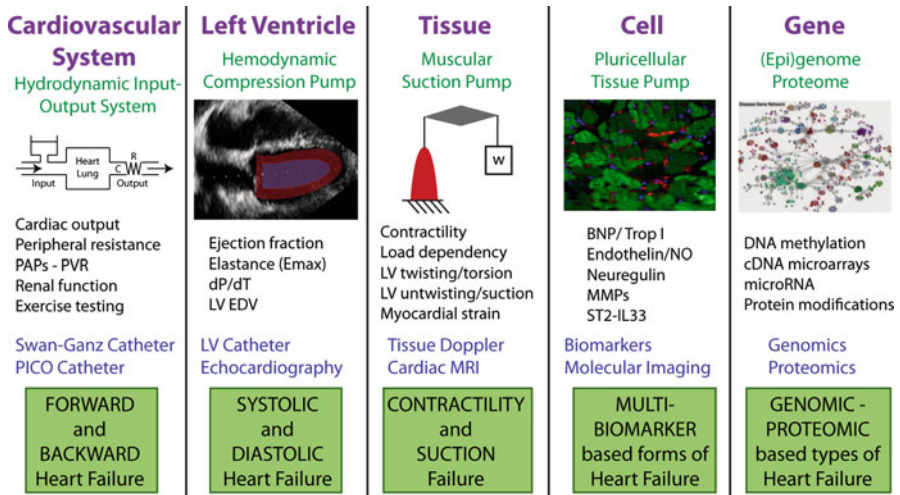 Cardiovascular
System
Hydrodynamic Input-
Output System
Heart
Lung
C
R
Input
Output
Cardiac output
Peripheral resistance
PAPs - PVR
Renal function
Exercise testing
Swan-Ganz Catheter
PICO Catheter
FORWARD
and
BACKWARD
Heart Failure
Left Ventricle
Hemodynamic
Compression Pump
Ejection fraction
Elastance (Emax)
dP/dT
LV EDV
LV Catheter
Echocardiography
SYSTOLIC
and
DIASTOLIC
Heart Failure
Tissue
Muscular
Suction Pump
W
Contractility
Load dependency
LV twisting/torsion
LV untwisting/suction
Myocardial strain
Tissue Doppler
Cardiac MRI
CONTRACTILITY
and
SUCTION
Failure
Cell
Pluricellular
Tissue Pump
BNP/ Trop I
Endothelin/NO
Neuregulin
MMPs
ST2-IL33
Biomarkers
Molecular Imaging
MULTI-
BIOMARKER
based forms of
Heart Failure
Gene
(Epi)genome
Proteome
Disease Gene Network
DNA methylation
cDNA microarrays
microRNA
Protein modifications
Genomics
Proteomics
GENOMIC -
PROTEOMIC
based types of
Heart Failure